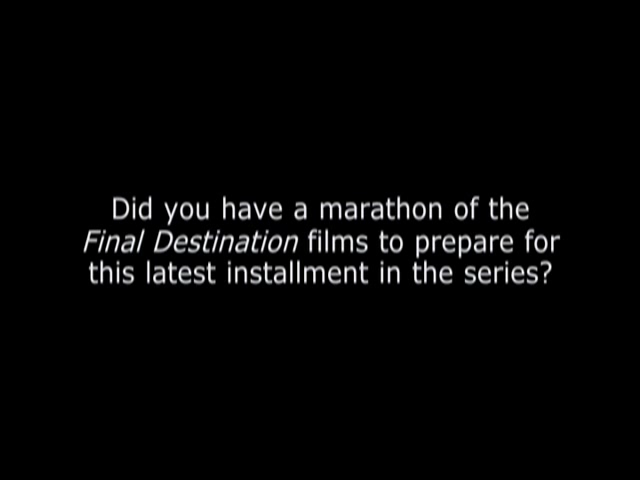 Did you have a marathon of the
Final Destination films to prepare for
this latest installment in the series?